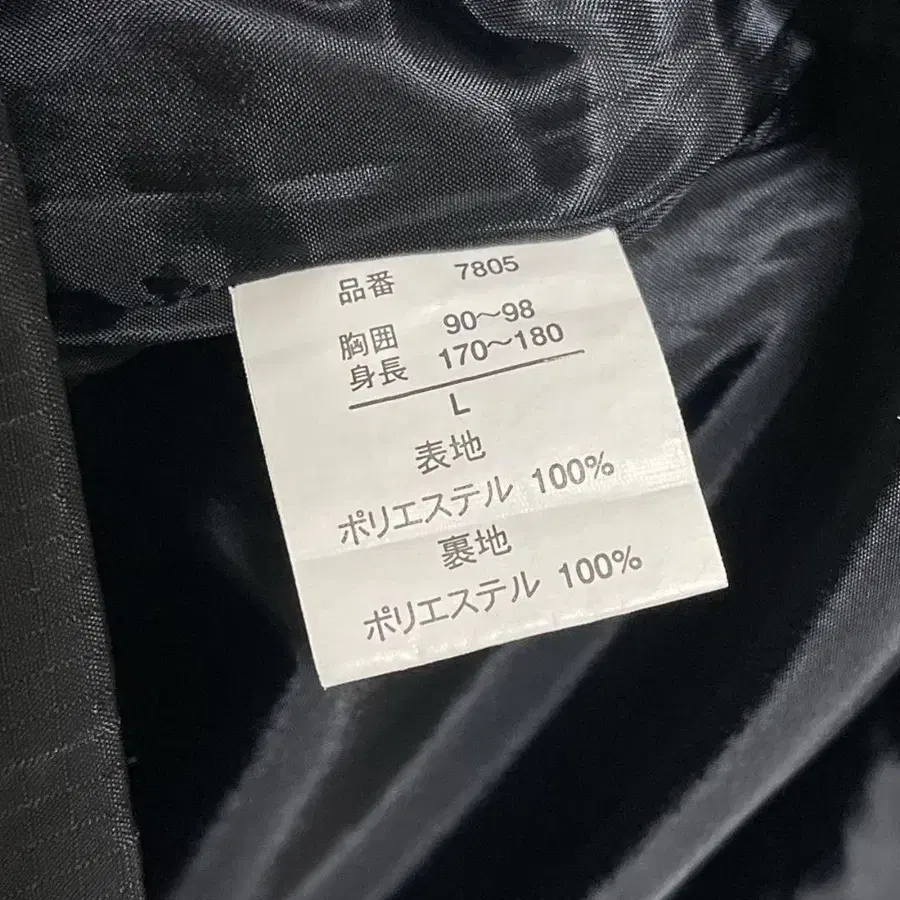 品番 7805
胸囲 90〜98
身長 170〜180
L
表地
ポリエステル 100%
裏地
ポリエステル 100%